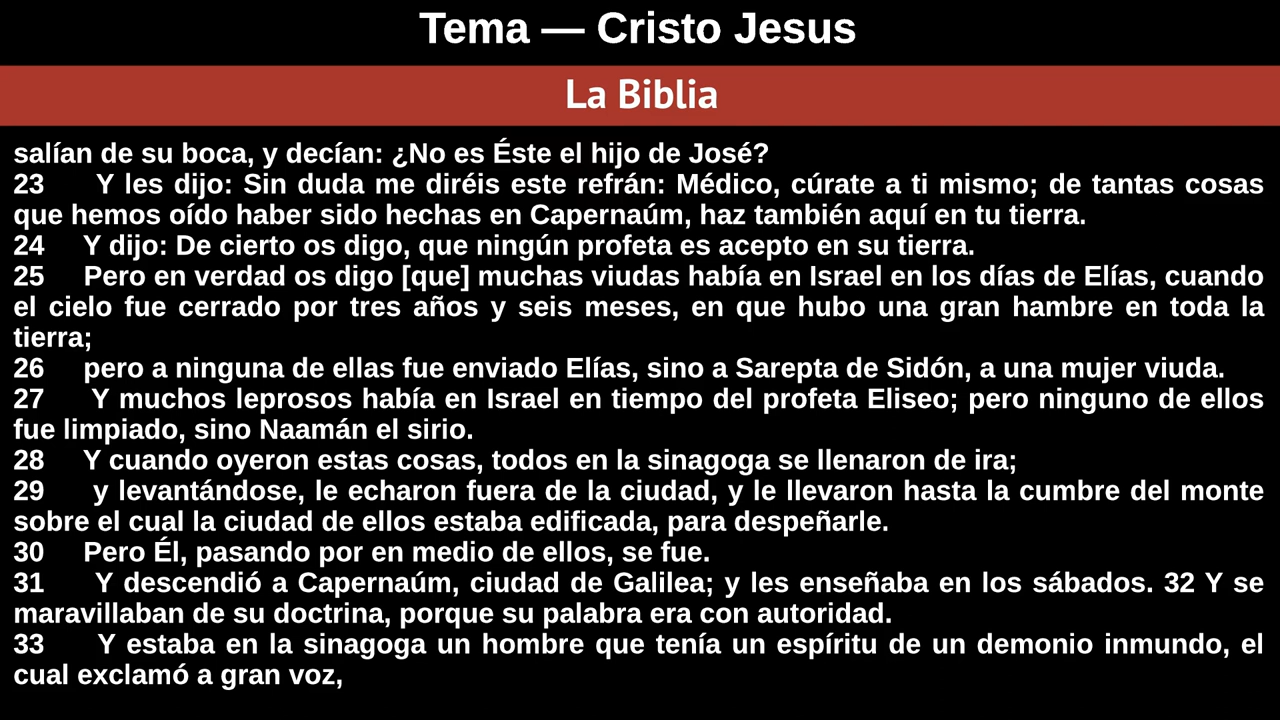 Tema — Cristo Jesus
La Biblia
salían de su boca, y decían: ¿No es Éste el hijo de José?
23 Y les dijo: Sin duda me diréis este refrán: Médico, cúrate a ti mismo; de tantas cosas
que hemos oído haber sido hechas en Capernaúm, haz también aquí en tu tierra.
24 Y dijo: De cierto os digo, que ningún profeta es acepto en su tierra.
25 Pero en verdad os digo [que] muchas viudas había en Israel en los días de Elías, cuando
el cielo fue cerrado por tres años y seis meses, en que hubo una gran hambre en toda la
tierra;
26 pero a ninguna de ellas fue enviado Elías, sino a Sarepta de Sidón, a una mujer viuda.
27 Y muchos leprosos había en Israel en tiempo del profeta Eliseo; pero ninguno de ellos
fue limpiado, sino Naamán el sirio.
28 Y cuando oyeron estas cosas, todos en la sinagoga se llenaron de ira;
29 y levantándose, le echaron fuera de la ciudad, y le llevaron hasta la cumbre del monte
sobre el cual la ciudad de ellos estaba edificada, para despeñarle.
30 Pero Él, pasando por en medio de ellos, se fue.
31 Y descendió a Capernaúm, ciudad de Galilea; y les enseñaba en los sábados. 32 Y se
maravillaban de su doctrina, porque su palabra era con autoridad.
33 Y estaba en la sinagoga un hombre que tenía un espíritu de un demonio inmundo, el
cual exclamó a gran voz,